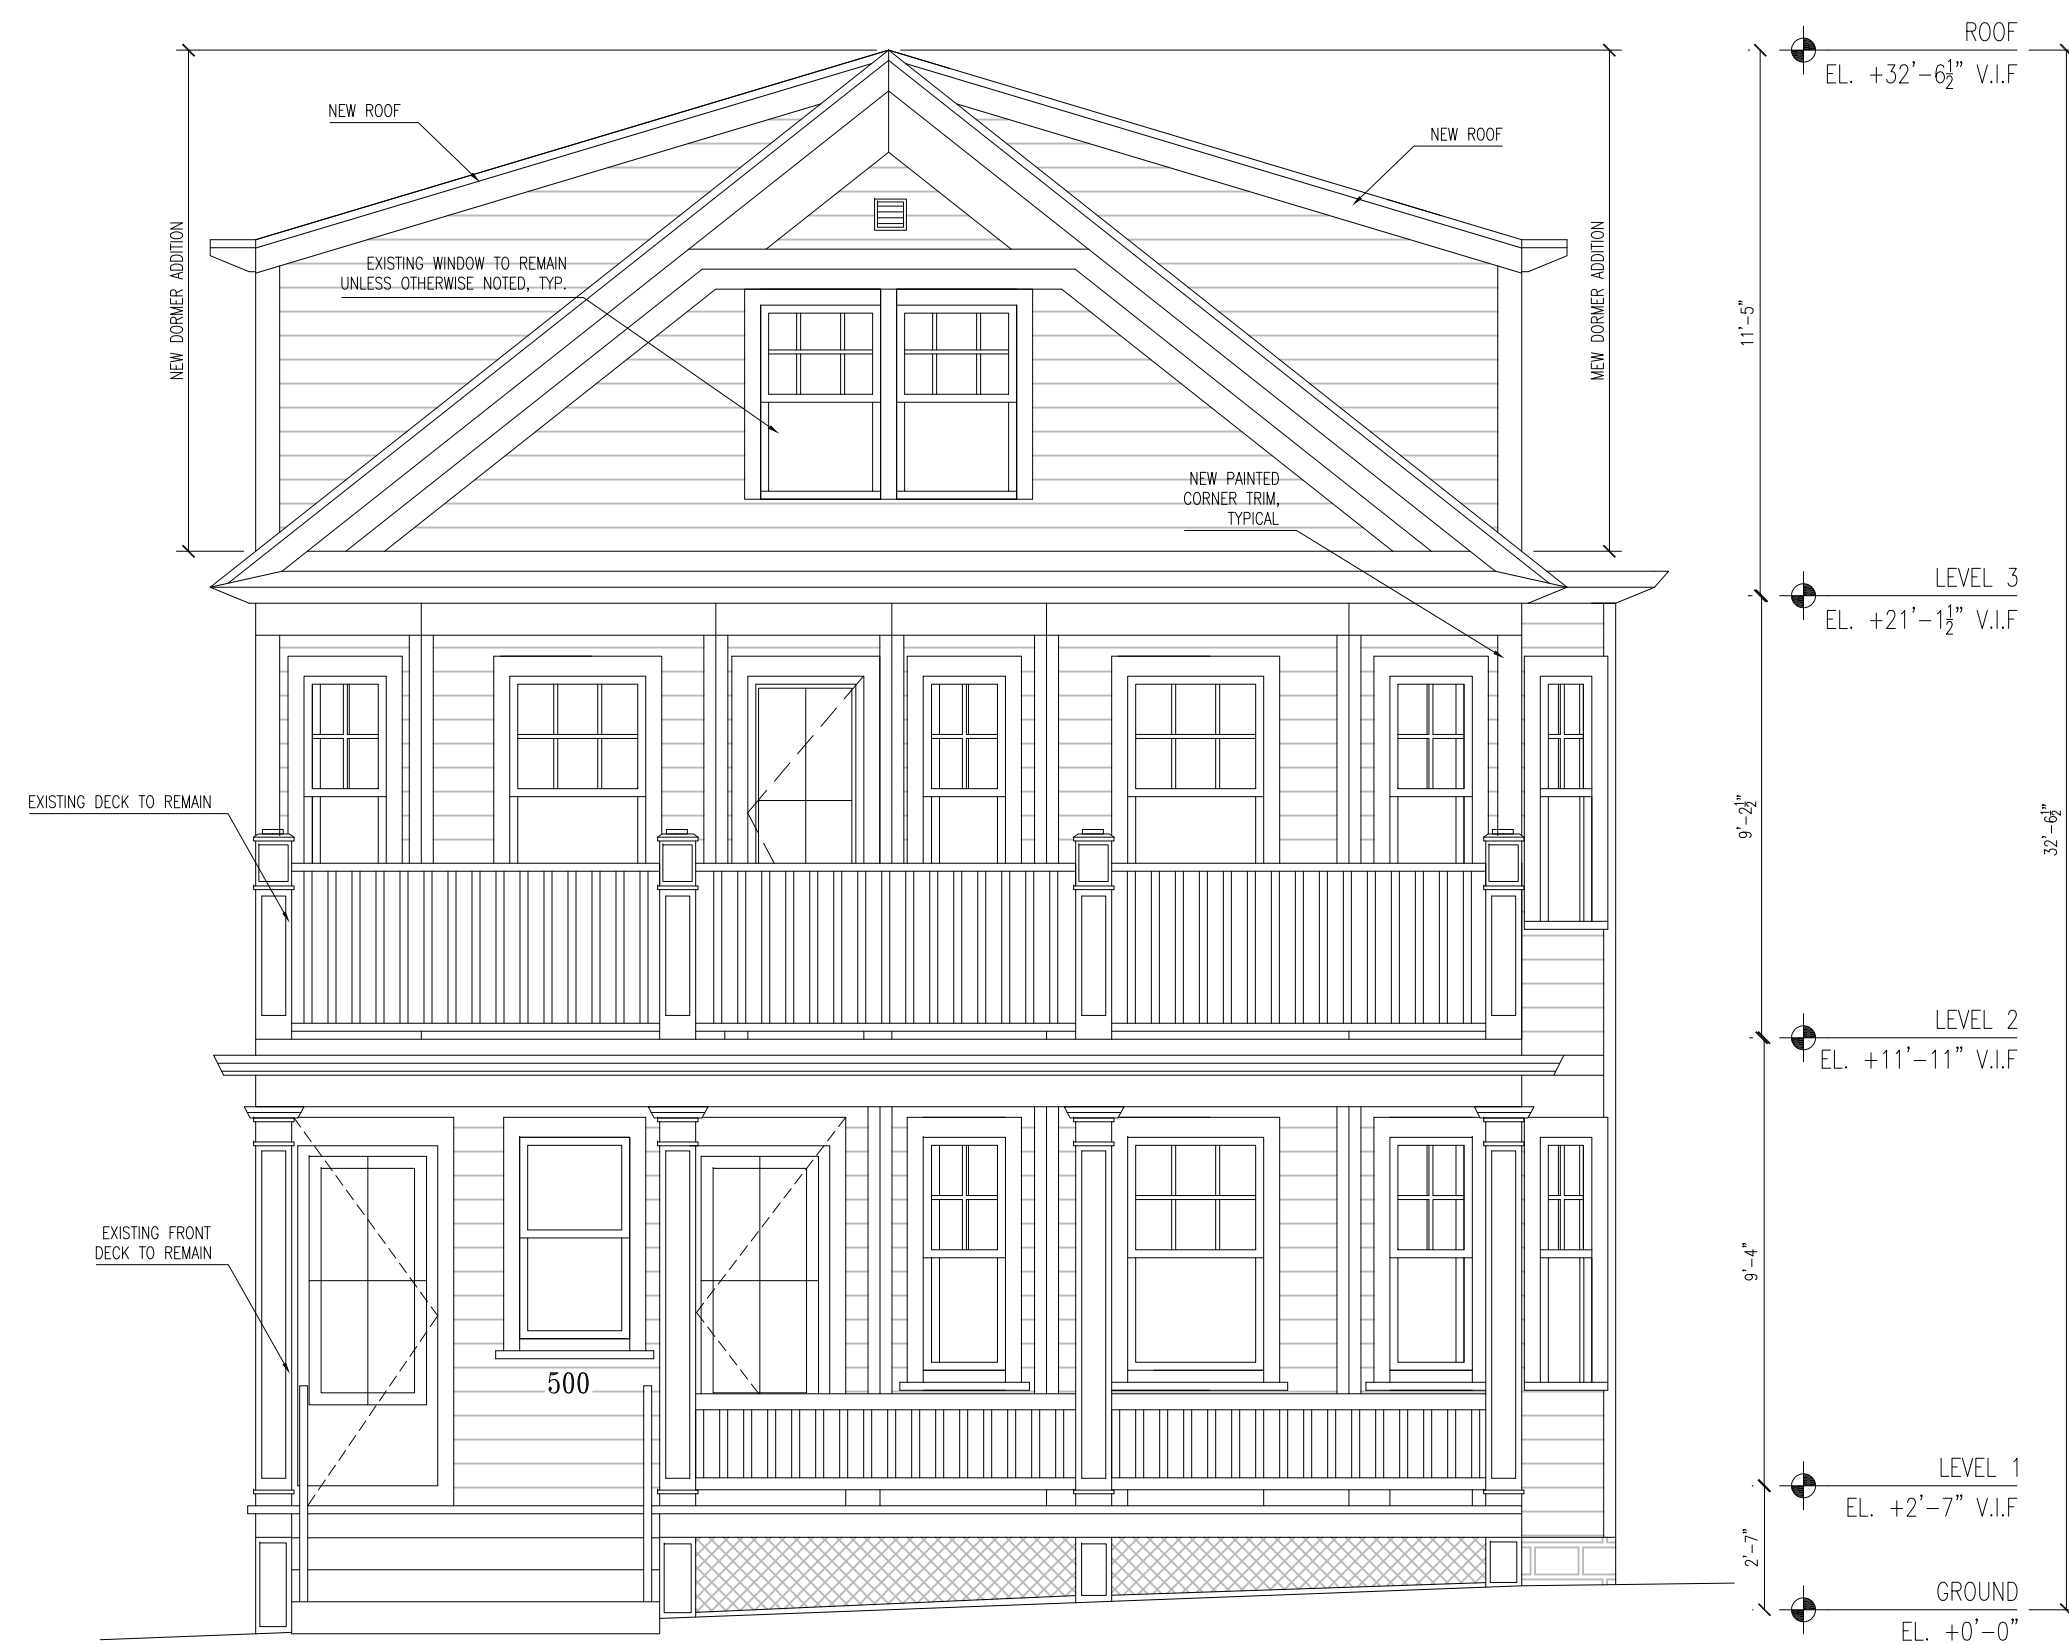 ROOF
EL. +32'-6½" V.I.F
NEW ROOF
NEW ROOF
NEW DORMER ADDITION
MEW DORMER ADDITION
EXISTING WINDOW TO REMAIN
UNLESS OTHERWISE NOTED, TYP.
11'-5"
NEW PAINTED
CORNER TRIM,
TYPICAL
LEVEL 3
EL. +21'-1½" V.I.F
EXISTING DECK TO REMAIN
9'-2½"
32'-6½"
LEVEL 2
EL. +11'-11" V.I.F
EXISTING FRONT
DECK TO REMAIN
9'-4"
500
LEVEL 1
EL. +2'-7" V.I.F
2'-7"
GROUND
EL. +0'-0"